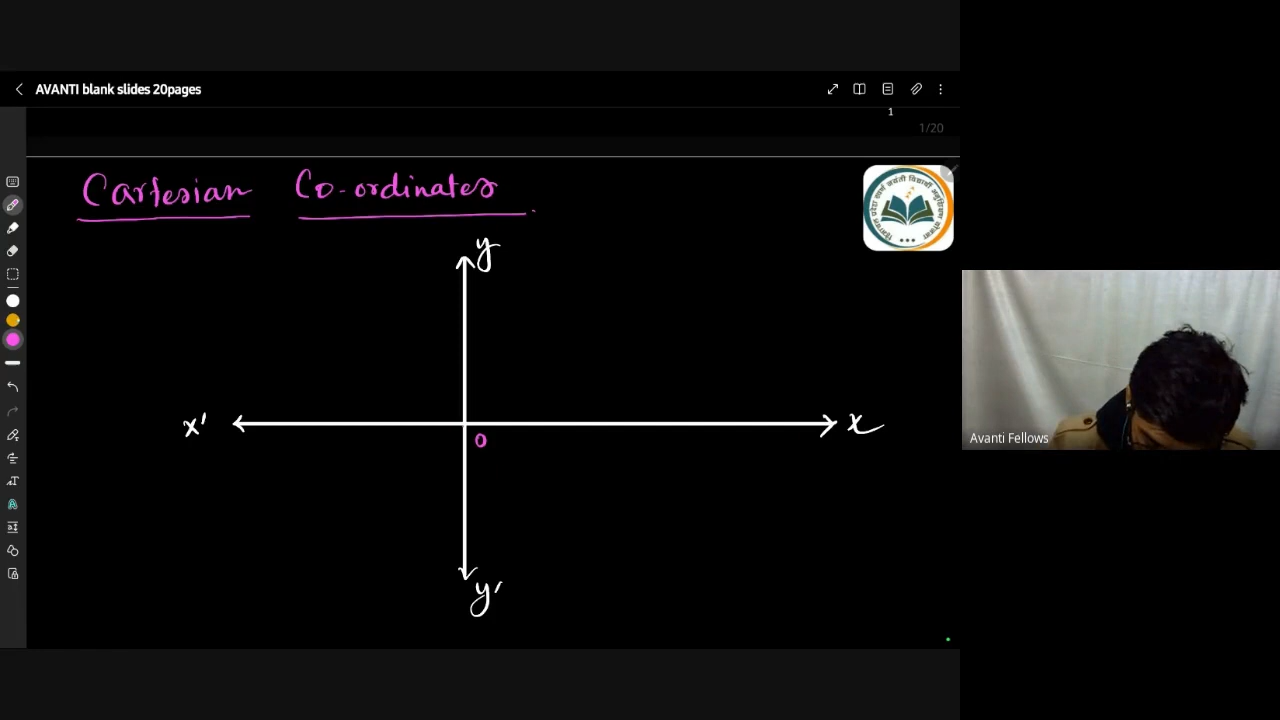 AVANTI blank slides 20pages
1
1/20
Cartesian Co-ordinates
y
x' x
0
y'
Avanti Fellows